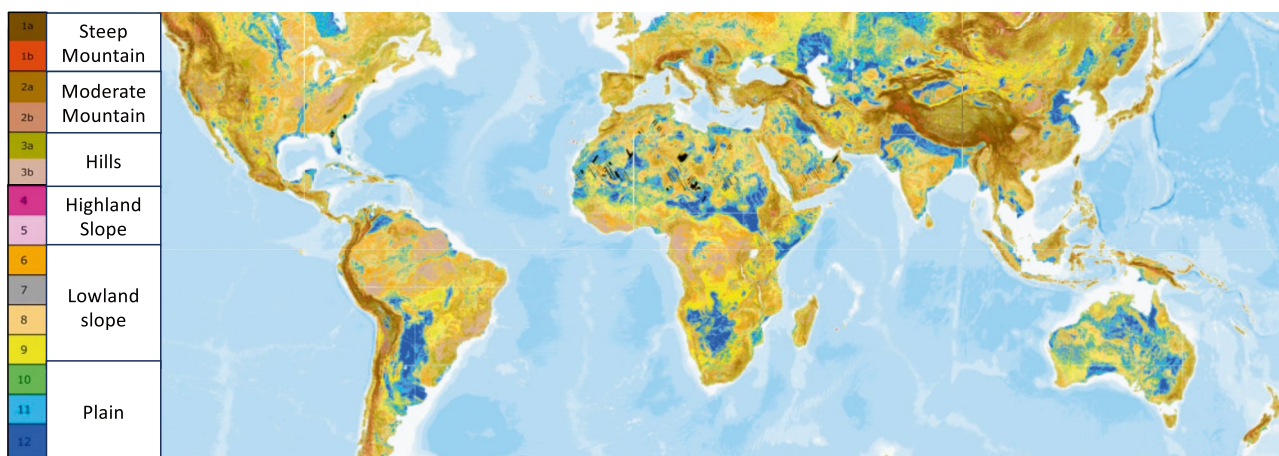 1a
Steep
Mountain
1b
2a
Moderate
Mountain
2b
3a
Hills
3b
4
Highland
Slope
5
6
7
Lowland
slope
8
9
10
11
Plain
12